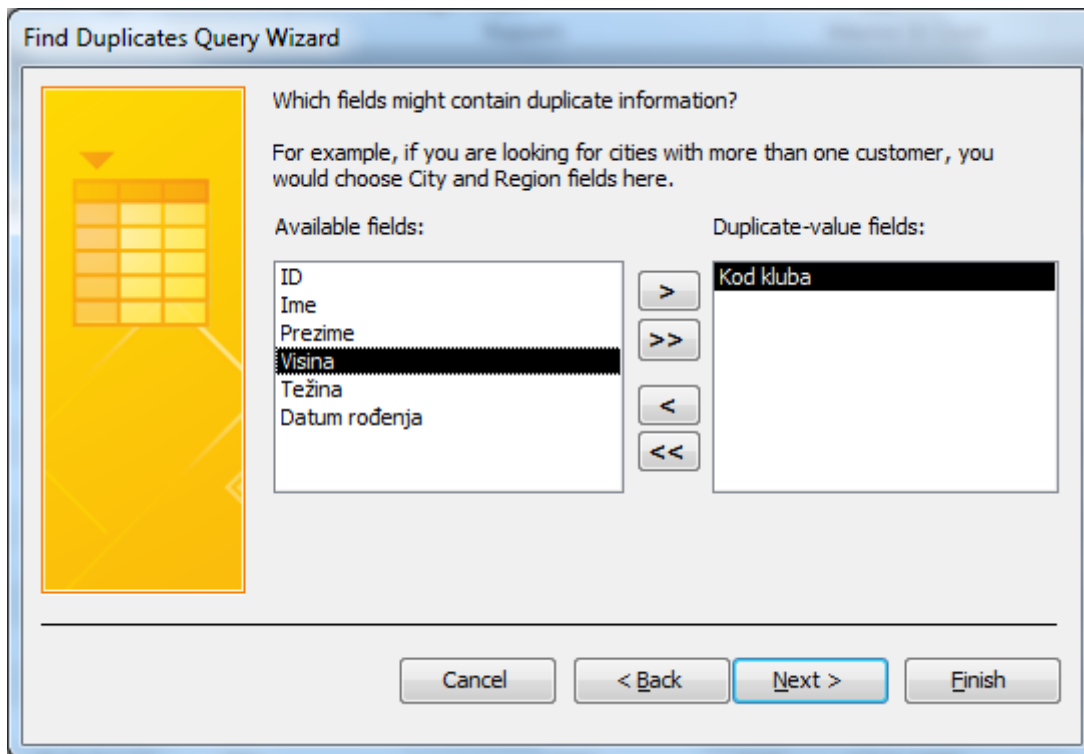 Find Duplicates Query Wizard
Which fields might contain duplicate information?
For example, if you are looking for cities with more than one customer, you
would choose City and Region fields here.
Available fields:
ID
Ime
Prezime
Visina
Težina
Datum rođenja
>
>>
<
<<
Duplicate-value fields:
Kod kluba
Cancel
< Back
Next >
Finish